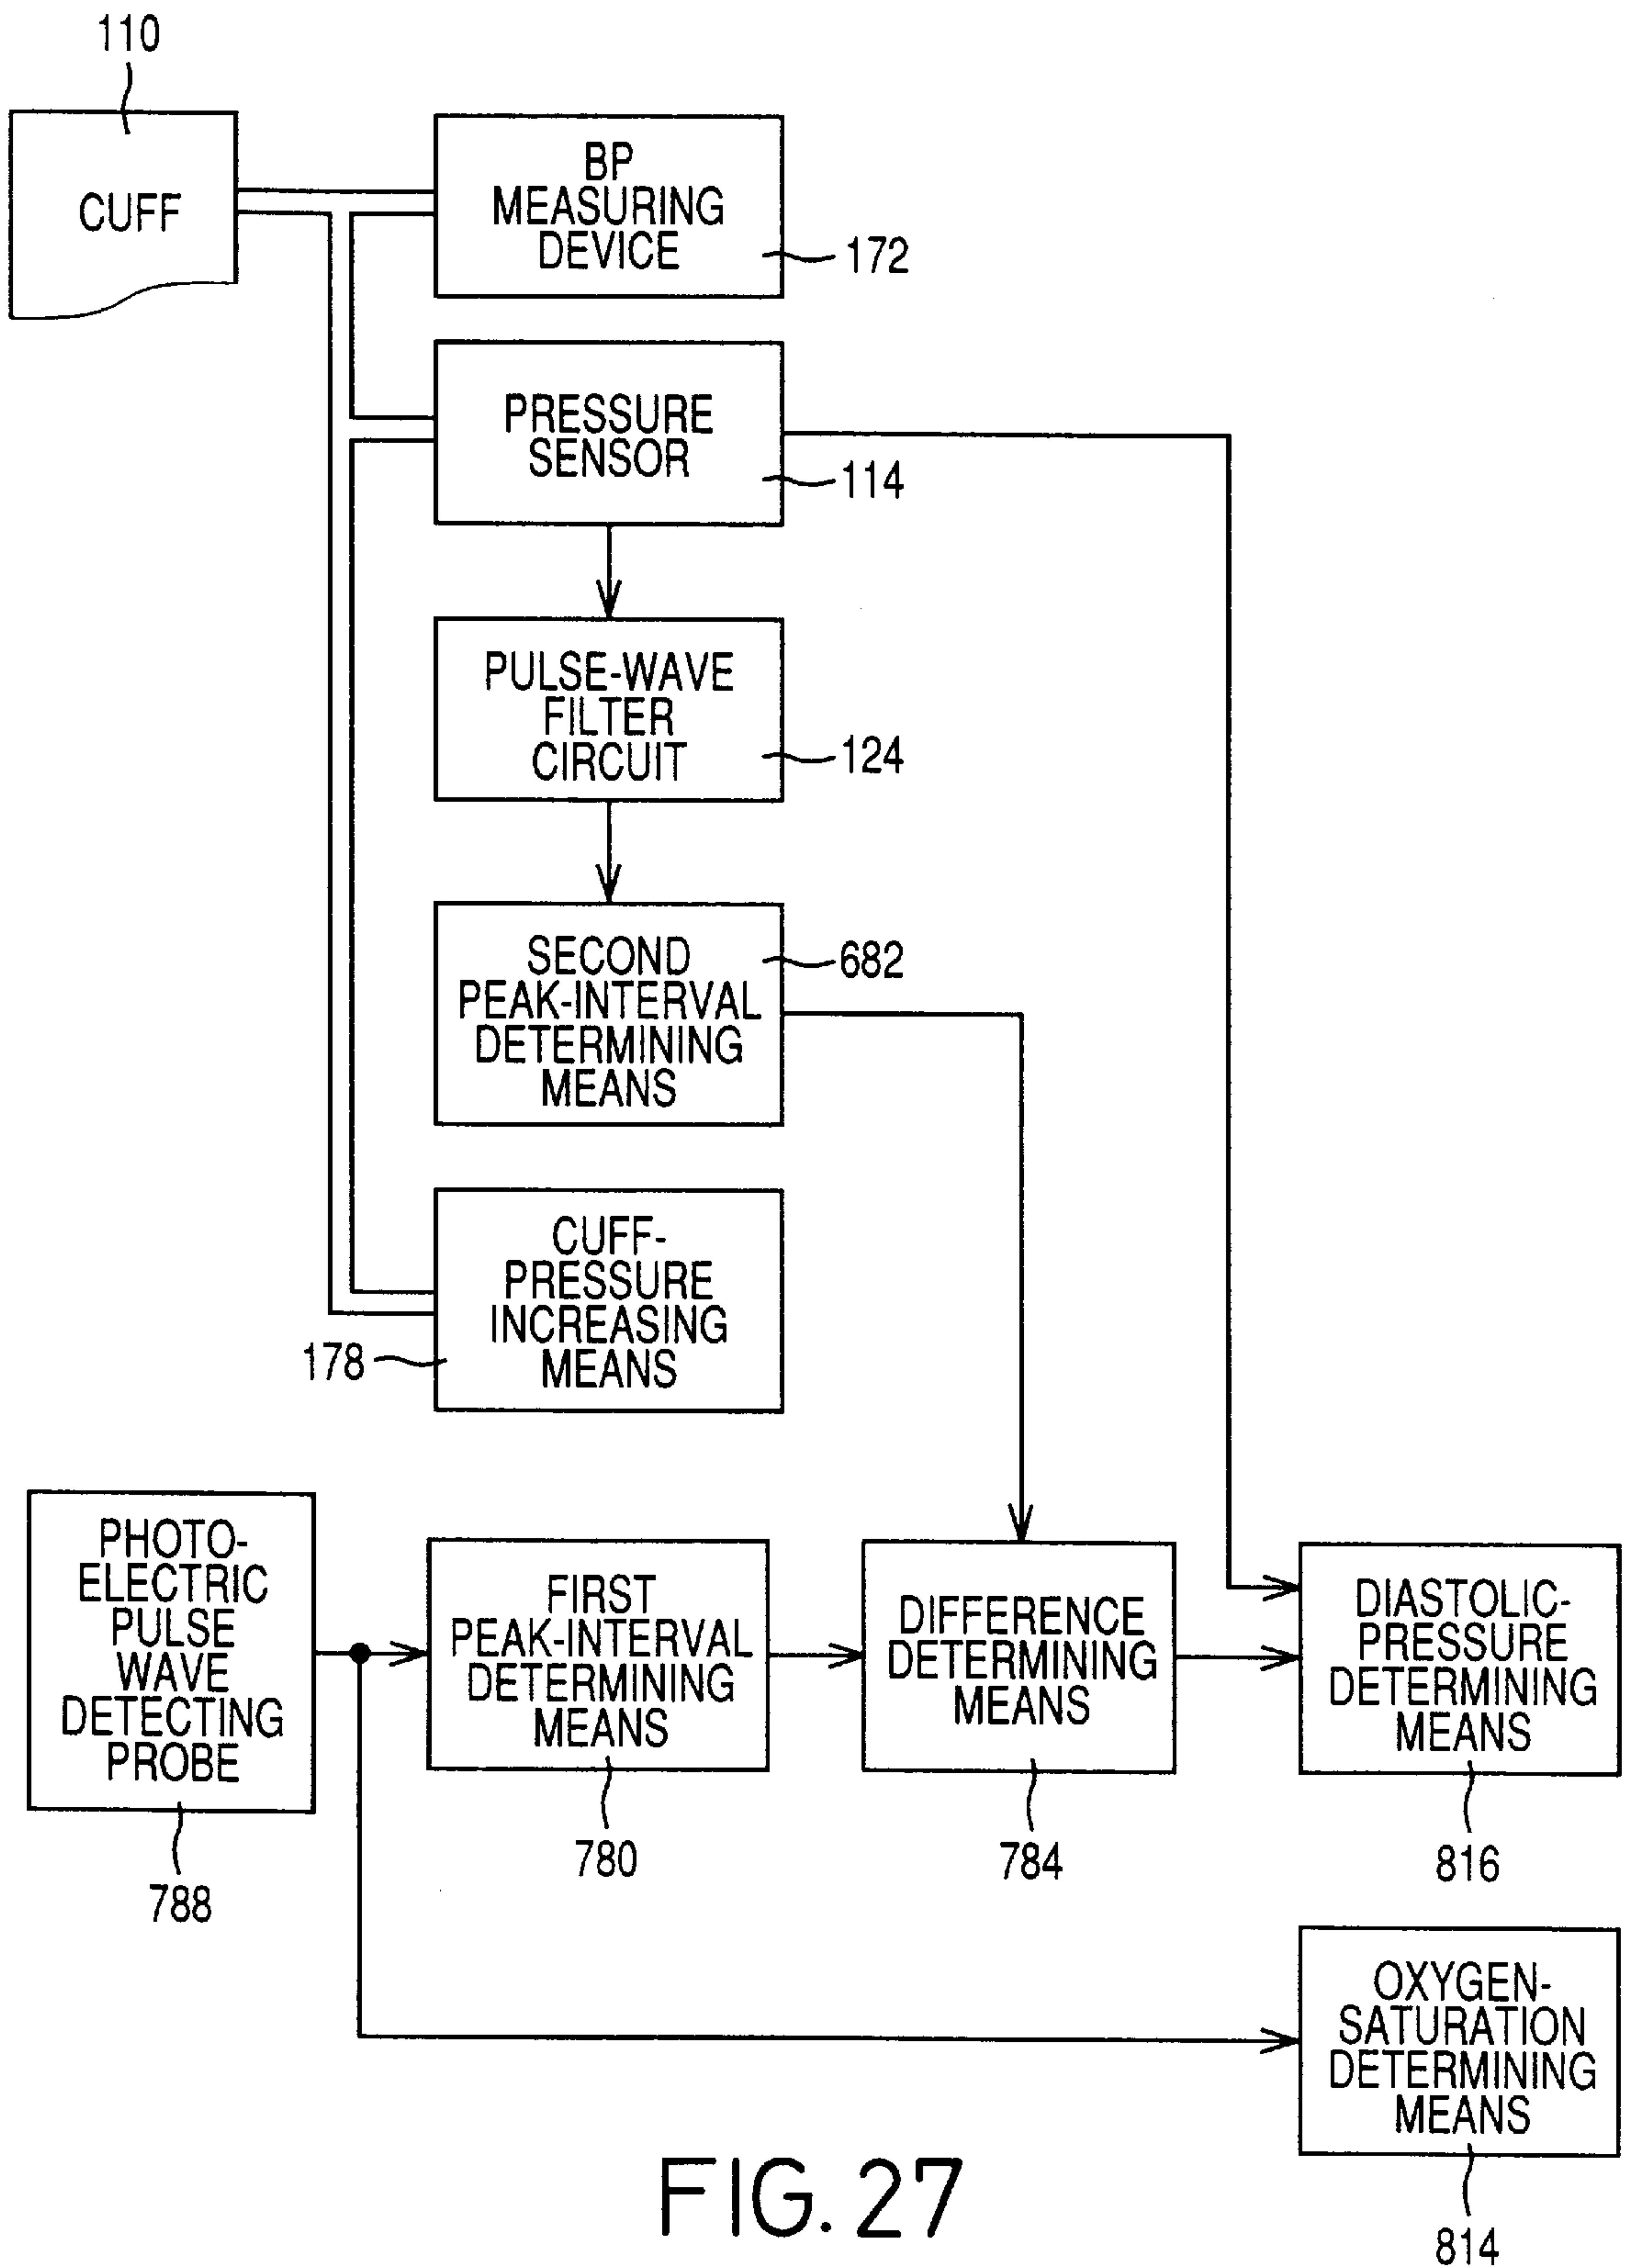 110
CUFF
BP
MEASURING
DEVICE
172
PRESSURE
SENSOR
114
PULSE-WAVE
FILTER
CIRCUIT
124
SECOND
PEAK-INTERVAL
DETERMINING
MEANS
682
CUFF-
PRESSURE
INCREASING
MEANS
178
PHOTO-
ELECTRIC
PULSE
WAVE
DETECTING
PROBE
788
FIRST
PEAK-INTERVAL
DETERMINING
MEANS
780
DIFFERENCE
DETERMINING
MEANS
784
DIASTOLIC-
PRESSURE
DETERMINING
MEANS
816
OXYGEN-
SATURATION
DETERMINING
MEANS
814
FIG. 27